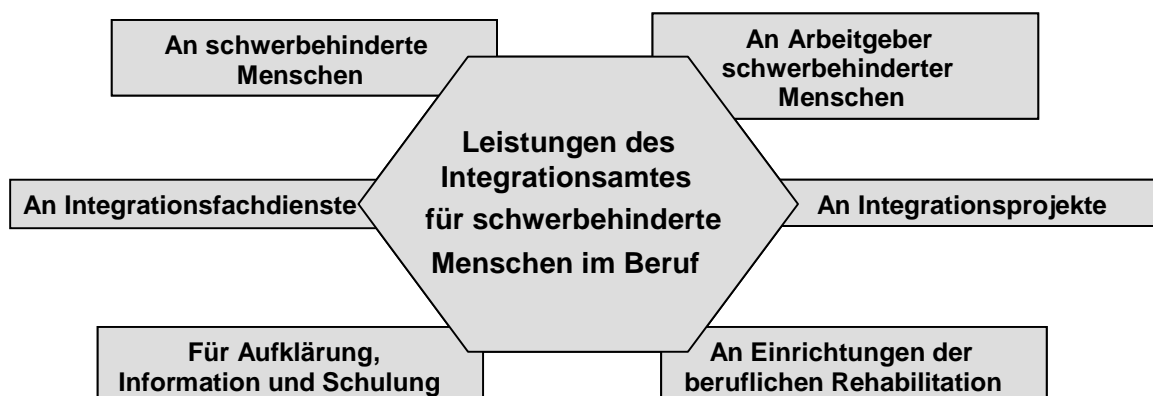 An schwerbehinderte
Menschen
An Arbeitgeber
schwerbehinderter
Menschen
Leistungen des
Integrationsamtes
für schwerbehinderte
Menschen im Beruf
An Integrationsfachdienste
An Integrationsprojekte
Für Aufklärung,
Information und Schulung
An Einrichtungen der
beruflichen Rehabilitation